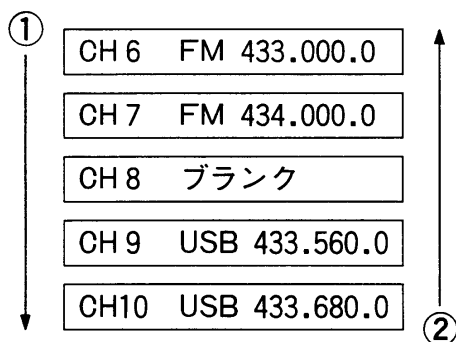 ①
CH 6 FM 433.000.0
CH 7 FM 434.000.0
CH 8 ブランク
CH 9 USB 433.560.0
CH10 USB 433.680.0
②